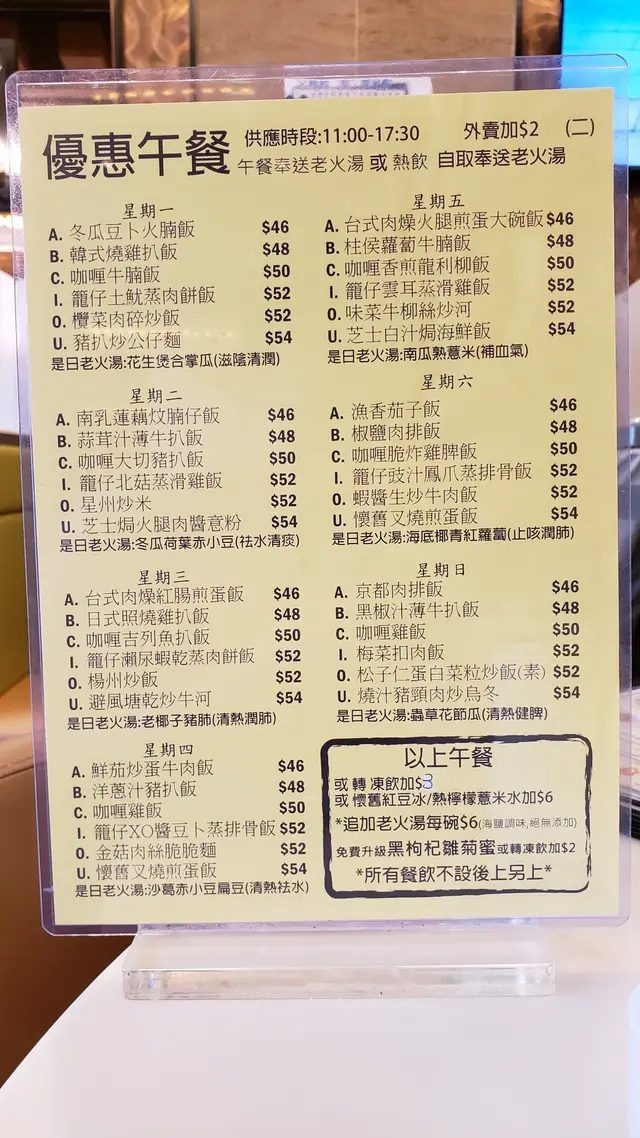 優惠午餐 供應時段:11:00-17:30 外賣加$2 (二)
午餐奉送老火湯 或 熱飲 自取奉送老火湯
星期一
A. 冬瓜豆卜火腩飯 $46
B. 韓式燒雞扒飯 $48
C. 咖喱牛腩飯 $50
I. 籠仔土魷蒸肉餅飯 $52
O. 欖菜肉碎炒飯 $52
U. 豬扒炒公仔麵 $54
是日老火湯:花生煲合掌瓜(滋陰清潤)
星期二
A. 南乳蓮藕炆腩仔飯 $46
B. 蒜茸汁薄牛扒飯 $48
C. 咖喱大切豬扒飯 $50
I. 籠仔北菇蒸滑雞飯 $52
O. 星州炒米 $52
U. 芝士焗火腿肉醬意粉 $54
是日老火湯:冬瓜荷葉赤小豆(祛水清痰)
星期三
A. 台式肉燥紅腸煎蛋飯 $46
B. 日式照燒雞扒飯 $48
C. 咖喱吉列魚扒飯 $50
I. 籠仔瀨尿蝦乾蒸肉餅飯 $52
O. 楊州炒飯 $52
U. 避風塘乾炒牛河 $54
是日老火湯:老椰子豬肺(清熱潤肺)
星期四
A. 鮮茄炒蛋牛肉飯 $46
B. 洋蔥汁豬扒飯 $48
C. 咖喱雞飯 $50
I. 籠仔XO醬豆卜蒸排骨飯 $52
O. 金菇肉絲脆脆麵 $52
U. 懷舊叉燒煎蛋飯 $54
是日老火湯:沙葛赤小豆扁豆(清熱祛水)
星期五
A. 台式肉燥火腿煎蛋大碗飯 $46
B. 桂侯蘿蔔牛腩飯 $48
C. 咖喱香煎龍利柳飯 $50
I. 籠仔雲耳蒸滑雞飯 $52
O. 味菜牛柳絲炒河 $52
U. 芝士白汁焗海鮮飯 $54
是日老火湯:南瓜熟薏米(補血氣)
星期六
A. 漁香茄子飯 $46
B. 椒鹽肉排飯 $48
C. 咖喱脆炸雞脾飯 $50
I. 籠仔豉汁鳳爪蒸排骨飯 $52
O. 蝦醬生炒牛肉飯 $52
U. 懷舊叉燒煎蛋飯 $54
是日老火湯:海底椰青紅蘿蔔(止咳潤肺)
星期日
A. 京都肉排飯 $46
B. 黑椒汁薄牛扒飯 $48
C. 咖喱雞飯 $50
I. 梅菜扣肉飯 $52
O. 松子仁蛋白菜粒炒飯(素) $52
U. 燒汁豬頸肉炒烏冬 $54
是日老火湯:蟲草花節瓜(清熱健脾)
以上午餐
或 轉 凍飲加$3
或 懷舊紅豆冰/熱檸檬薏米水加$6
*追加老火湯每碗$6(海鹽調味,絕無添加)
免費升級黑枸杞雛菊蜜或轉凍飲加$2
*所有餐飲不設後上另上*